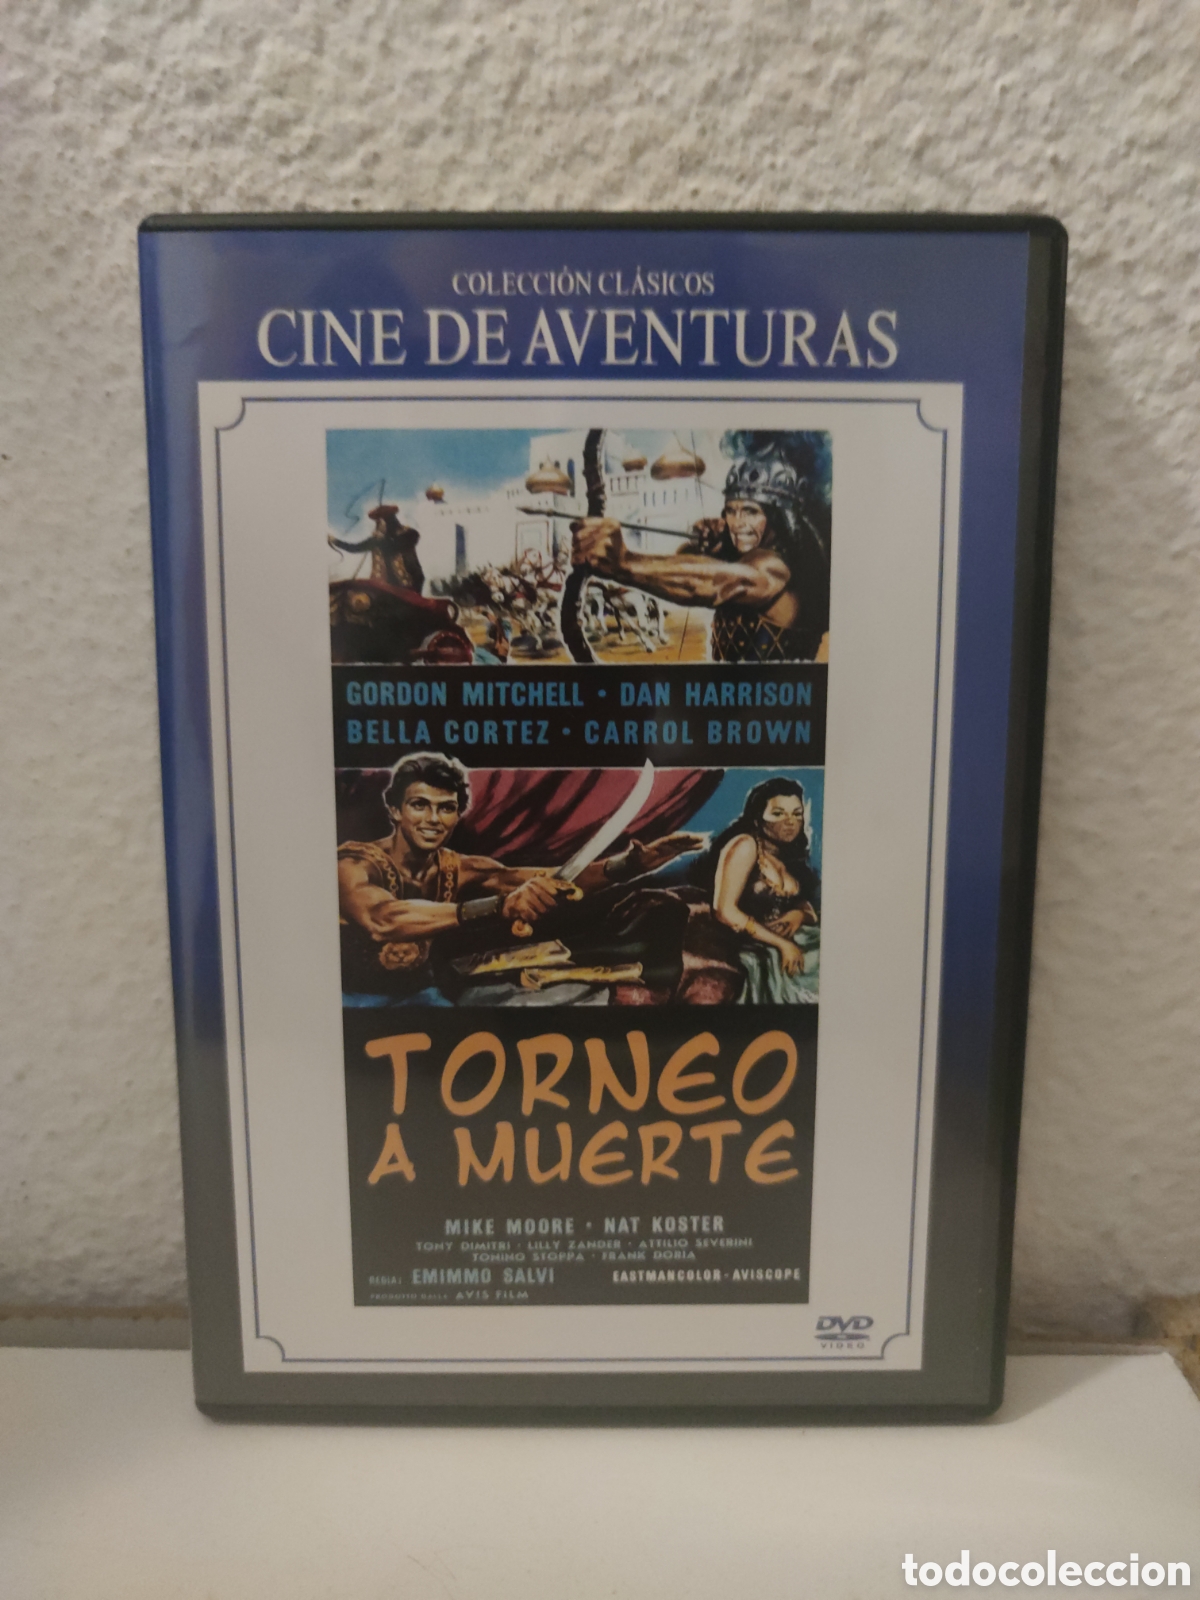 COLECCIÓN CLÁSICOS
CINE DE AVENTURAS
GORDON MITCHELL • DAN HARRISON
BELLA CORTEZ • CARROL BROWN
TORNEO
A MUERTE
MIKE MOORE • NAT KOSTER
TONY DIMITRI • LILLY ZANDER • ATTILIO SEVERINI
TONINO STOPPA • FRANK DORIA
REGIA: EMIMMO SALVI EASTMANCOLOR • AVISCOPE
PRODOTTO DALLA AVIS FILM
DVD
VIDEO
todocoleccion